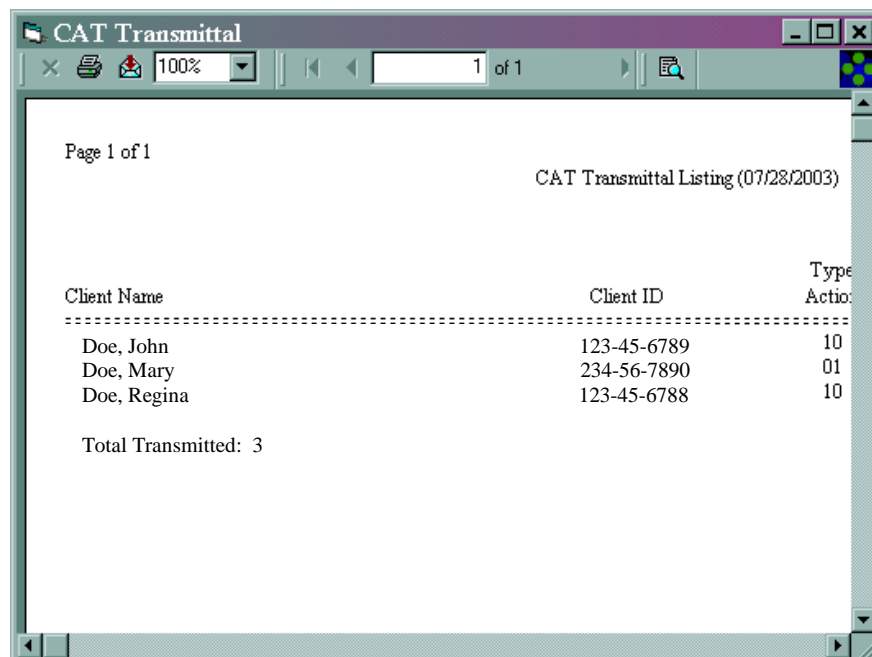 CAT Transmittal
100% 1 of 1
Page 1 of 1
CAT Transmittal Listing (07/28/2003)
Type
Client Name Client ID Actio
Doe, John 123-45-6789 10
Doe, Mary 234-56-7890 01
Doe, Regina 123-45-6788 10
Total Transmitted: 3